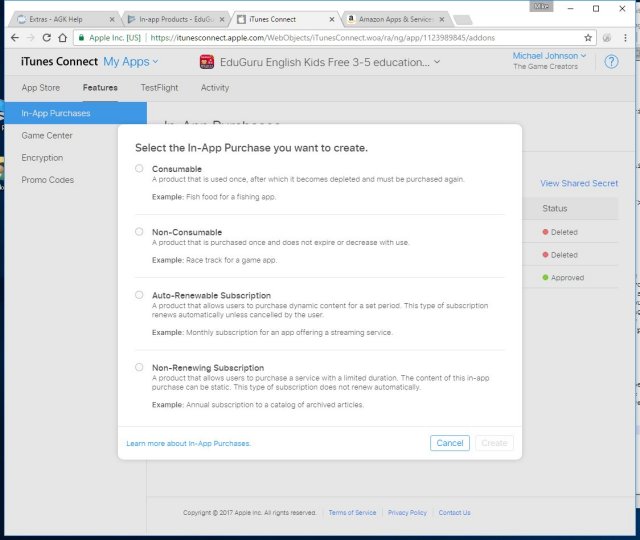 Mike
Extras - AGK Help
In-app Products - EduGu
iTunes Connect
Amazon Apps & Services
Apple Inc. [US] https://itunesconnect.apple.com/WebObjects/iTunesConnect.woa/ra/ng/app/1123989845/addons
iTunes Connect My Apps
EduGuru English Kids Free 3-5 education...
Michael Johnson
The Game Creators
?
App Store Features TestFlight Activity
In-App Purchases
Game Center
Encryption
Promo Codes
In-App Purchases
View Shared Secret
Status
Deleted
Deleted
Approved
Select the In-App Purchase you want to create.
Consumable
A product that is used once, after which it becomes depleted and must be purchased again.
Example: Fish food for a fishing app.
Non-Consumable
A product that is purchased once and does not expire or decrease with use.
Example: Race track for a game app.
Auto-Renewable Subscription
A product that allows users to purchase dynamic content for a set period. This type of subscription
renews automatically unless cancelled by the user.
Example: Monthly subscription for an app offering a streaming service.
Non-Renewing Subscription
A product that allows users to purchase a service with a limited duration. The content of this in-app
purchase can be static. This type of subscription does not renew automatically.
Example: Annual subscription to a catalog of archived articles.
Learn more about In-App Purchases.
Cancel
Create
Copyright © 2017 Apple Inc. All rights reserved. Terms of Service Privacy Policy Contact Us